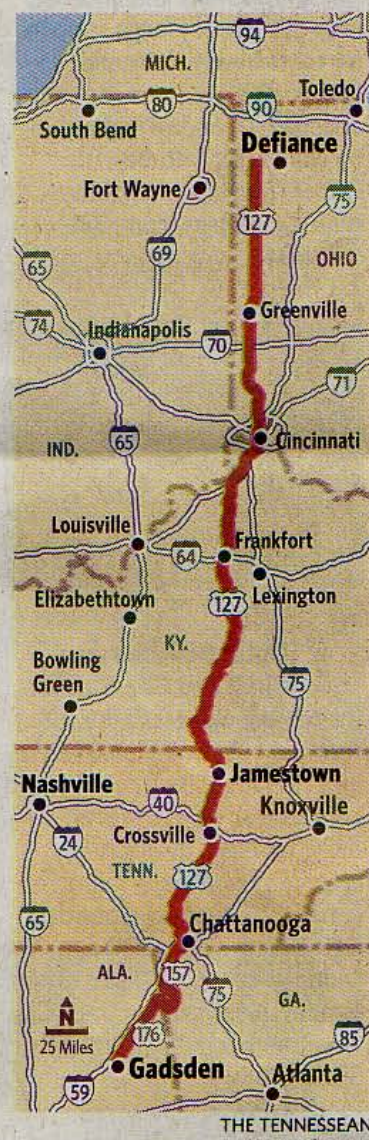 94
MICH.
80
90
Toledo
South Bend
Defiance
Fort Wayne
127
75
69
OHIO
65
Greenville
74
Indianapolis
70
71
65
Cincinnati
IND.
Louisville
64
Frankfort
127
Lexington
Elizabethtown
KY.
Bowling
Green
75
Jamestown
Nashville
40
Knoxville
24
Crossville
TENN.
127
65
Chattanooga
ALA.
157
75
GA.
N
25 Miles
176
85
59
Gadsden
Atlanta
THE TENNESSEAN